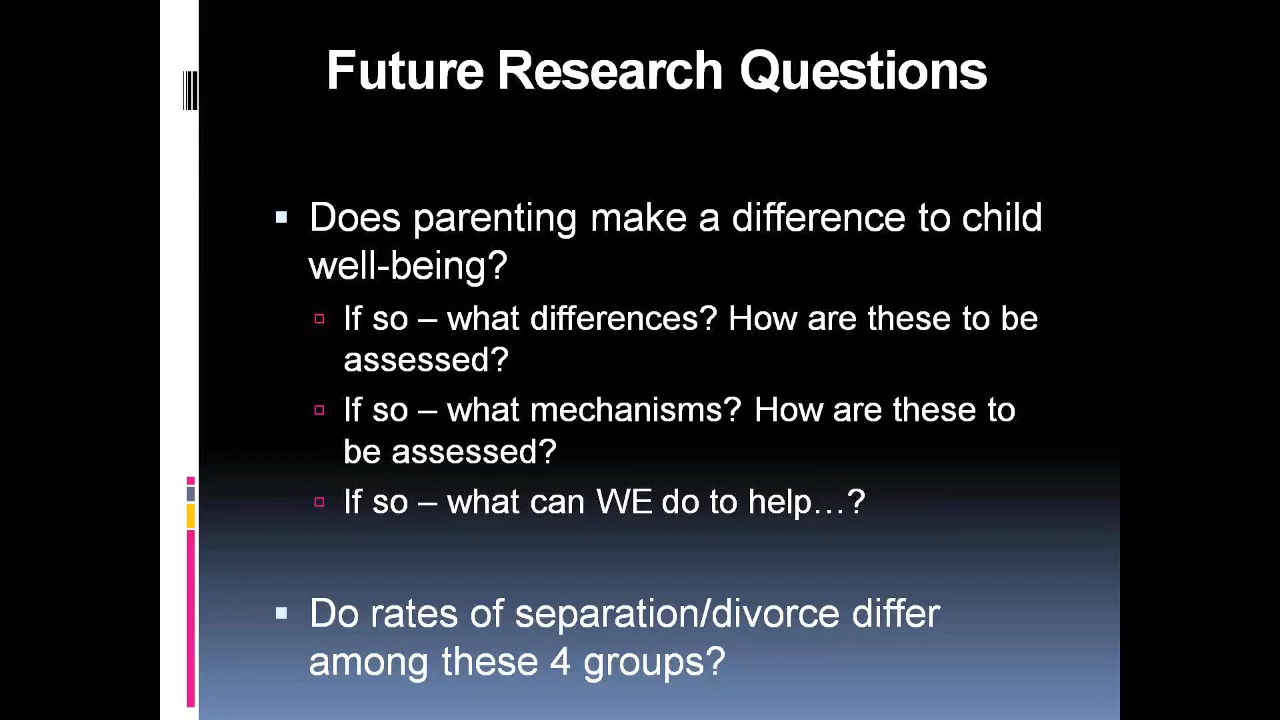 Future Research Questions
Does parenting make a difference to child
well-being?
If so – what differences? How are these to be
assessed?
If so – what mechanisms? How are these to
be assessed?
If so – what can WE do to help…?
Do rates of separation/divorce differ
among these 4 groups?